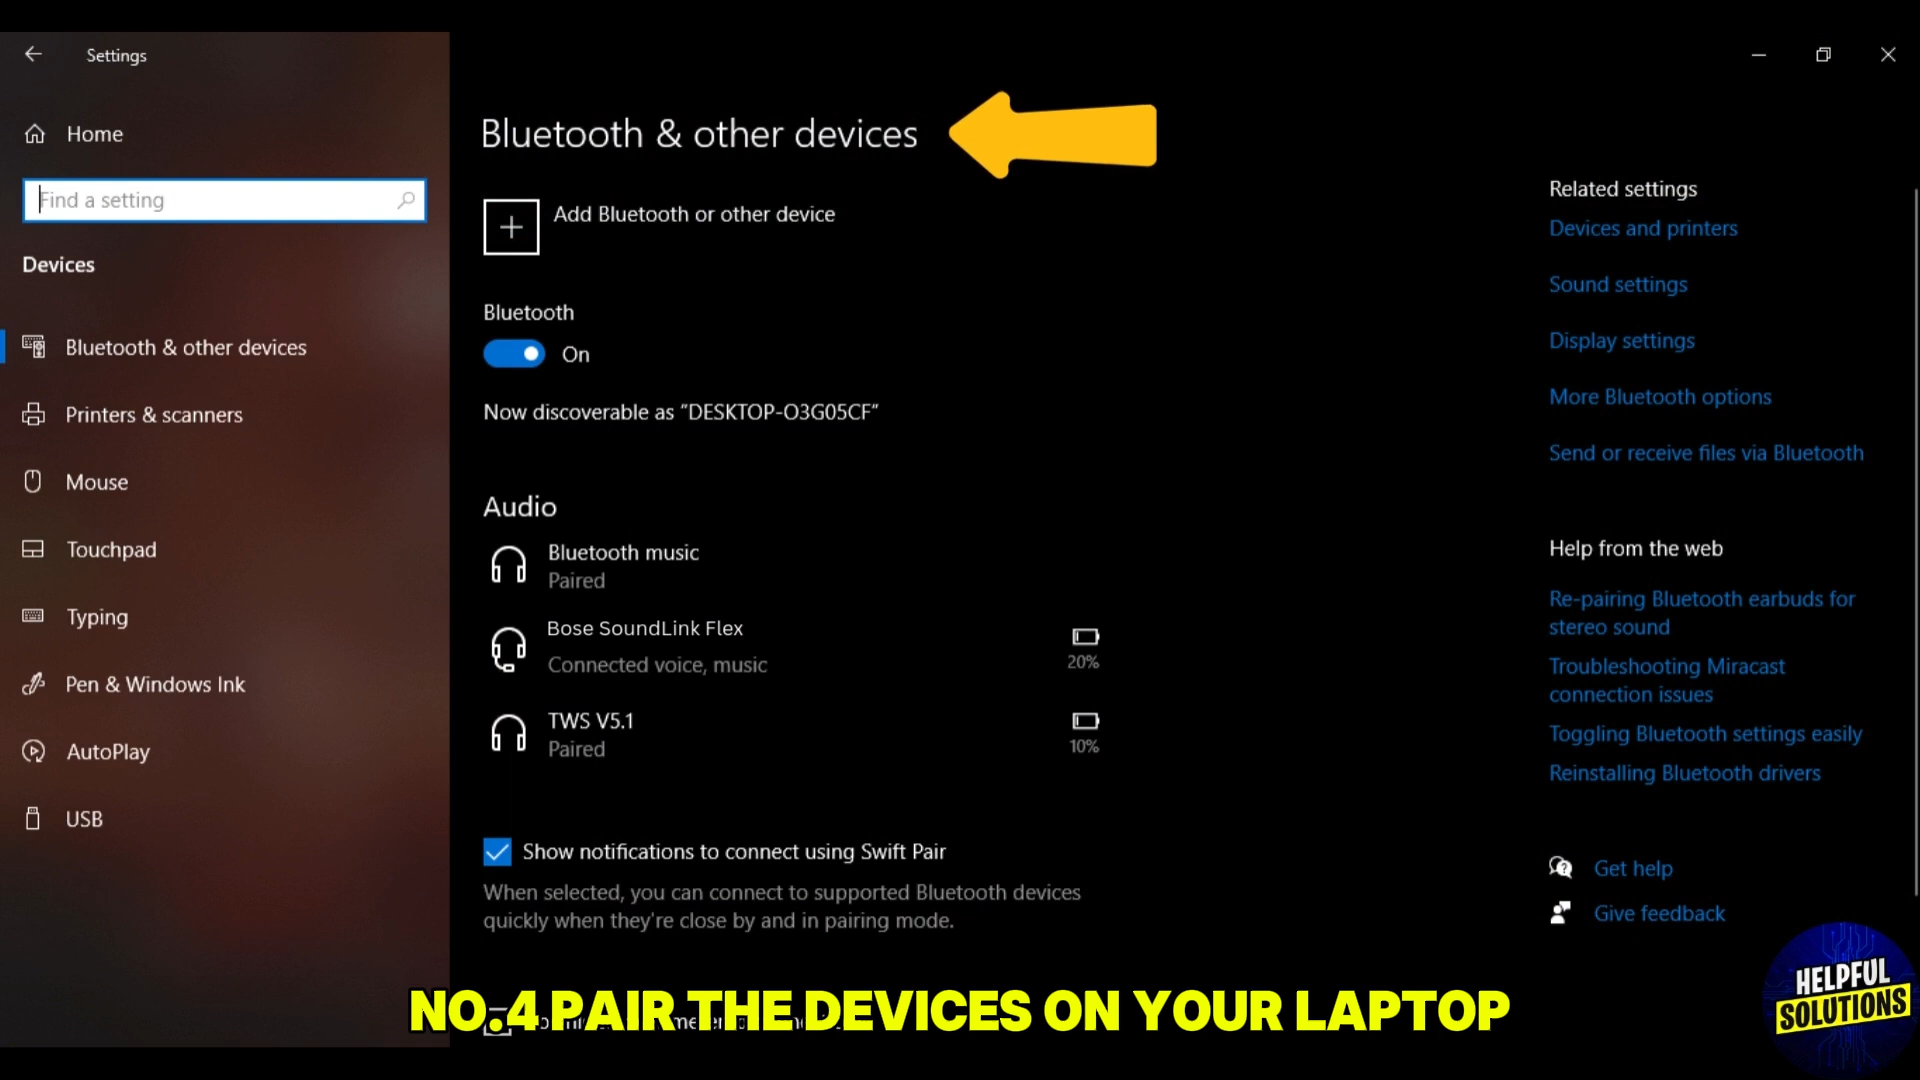 Settings
Home
Find a setting
Devices
Bluetooth & other devices
Printers & scanners
Mouse
Touchpad
Typing
Pen & Windows Ink
AutoPlay
USB
Bluetooth & other devices
Add Bluetooth or other device
Bluetooth
On
Now discoverable as "DESKTOP-O3G05CF"
Audio
Bluetooth music
Paired
Bose SoundLink Flex
Connected voice, music
20%
TWS V5.1
Paired
10%
Show notifications to connect using Swift Pair
When selected, you can connect to supported Bluetooth devices
quickly when they're close by and in pairing mode.
Related settings
Devices and printers
Sound settings
Display settings
More Bluetooth options
Send or receive files via Bluetooth
Help from the web
Re-pairing Bluetooth earbuds for
stereo sound
Troubleshooting Miracast
connection issues
Toggling Bluetooth settings easily
Reinstalling Bluetooth drivers
Get help
Give feedback
NO.4 PAIR THE DEVICES ON YOUR LAPTOP
HELPFUL
SOLUTIONS